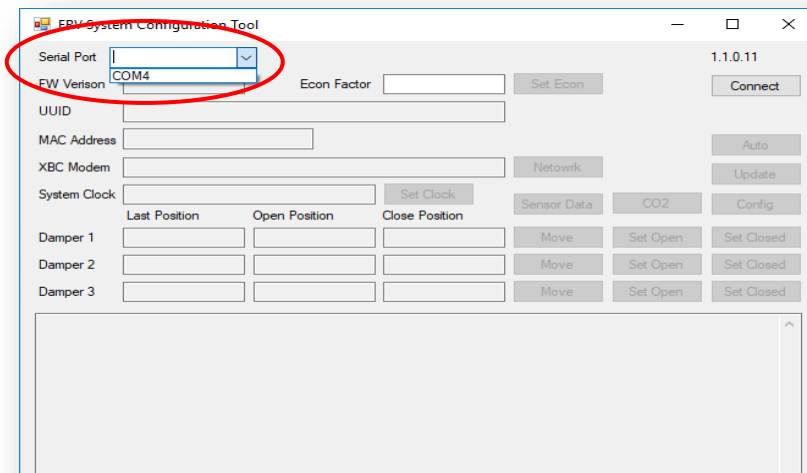 ERV System Configuration Tool
Serial Port 1.1.0.11
COM4
FW Verison Econ Factor Set Econ Connect
UUID
MAC Address Auto
XBC Modem Netowrk Update
System Clock Set Clock Sensor Data CO2 Config
Last Position Open Position Close Position
Damper 1 Move Set Open Set Closed
Damper 2 Move Set Open Set Closed
Damper 3 Move Set Open Set Closed